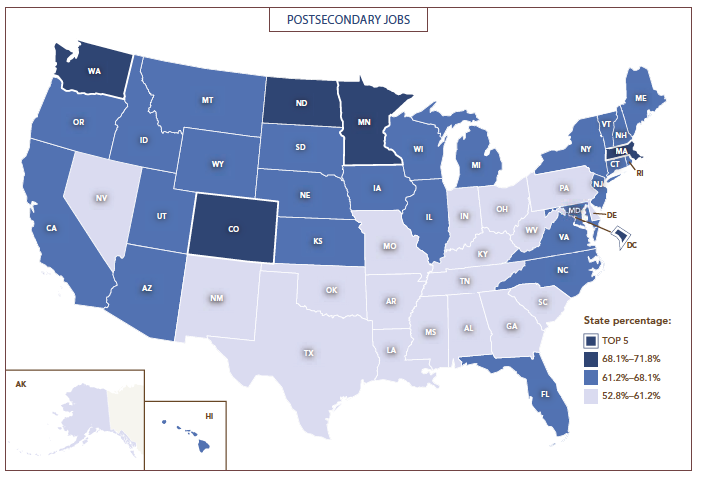 POSTSECONDARY JOBS
WA
MT
ND
MN
ME
OR
ID
SD
WI
MI
VT
NH
NY
MA
CT
RI
WY
IA
NE
PA
NJ
NV
UT
CO
KS
IL
IN
OH
MD
DE
CA
MO
WV
VA
DC
KY
AZ
NM
OK
AR
TN
NC
SC
MS
AL
GA
TX
LA
FL
State percentage:
TOP 5
68.1%–71.8%
61.2%–68.1%
52.8%–61.2%
AK
HI